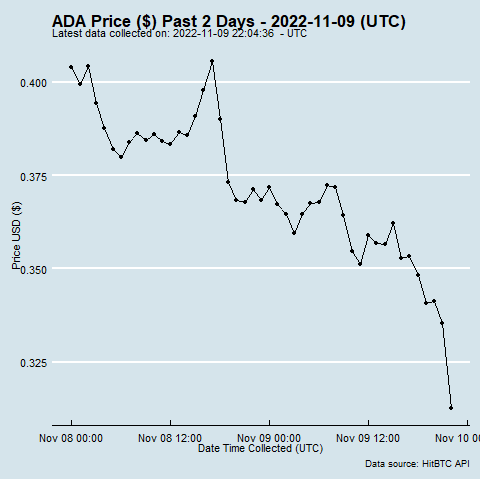 ADA Price ($) Past 2 Days - 2022-11-09 (UTC)
Latest data collected on: 2022-11-09 22:04:36  - UTC
Price USD ($)
0.400
0.375
0.350
0.325
Nov 08 00:00 Nov 08 12:00 Nov 09 00:00 Nov 09 12:00 Nov 10 0
Date Time Collected (UTC)
Data source: HitBTC API